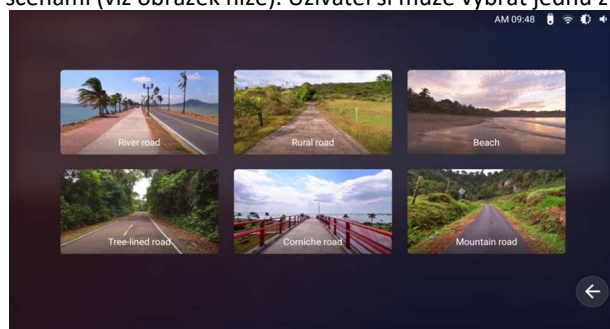 scénami (viz obrázek níže). Uživatel si může vybrat jednu z
AM 09:48
River road
Rural road
Beach
Tree-lined road
Corniche road
Mountain road